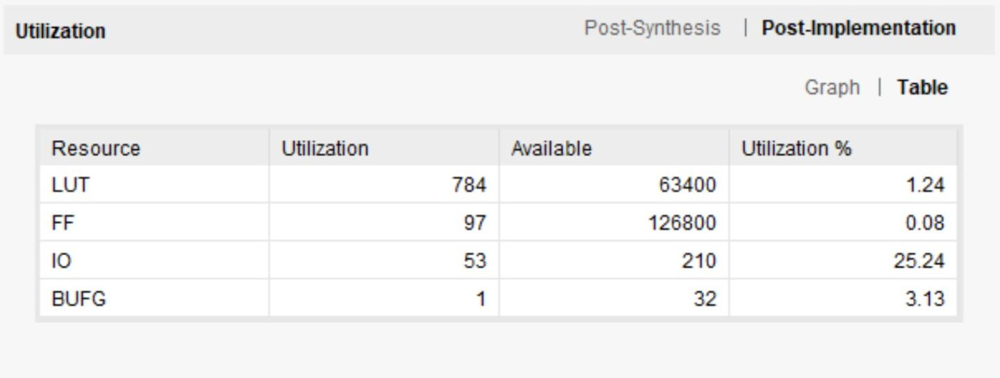 Utilization Post-Synthesis | Post-Implementation
Graph | Table
Resource Utilization Available Utilization %
LUT 784 63400 1.24
FF 97 126800 0.08
IO 53 210 25.24
BUFG 1 32 3.13